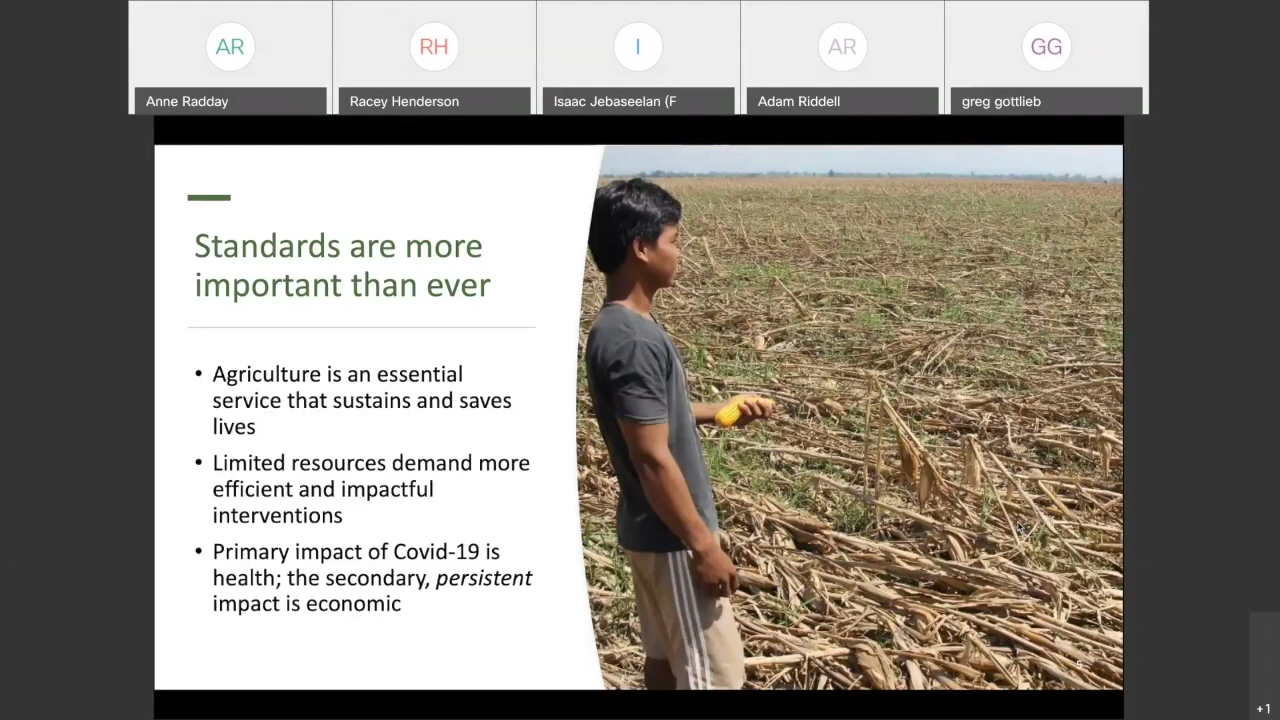 AR
RH
I
AR
GG
Anne Radday
Racey Henderson
Isaac Jebaseelan (F
Adam Riddell
greg gottlieb
Standards are more
important than ever
• Agriculture is an essential
service that sustains and saves
lives
• Limited resources demand more
efficient and impactful
interventions
• Primary impact of Covid-19 is
health; the secondary, persistent
impact is economic
+1